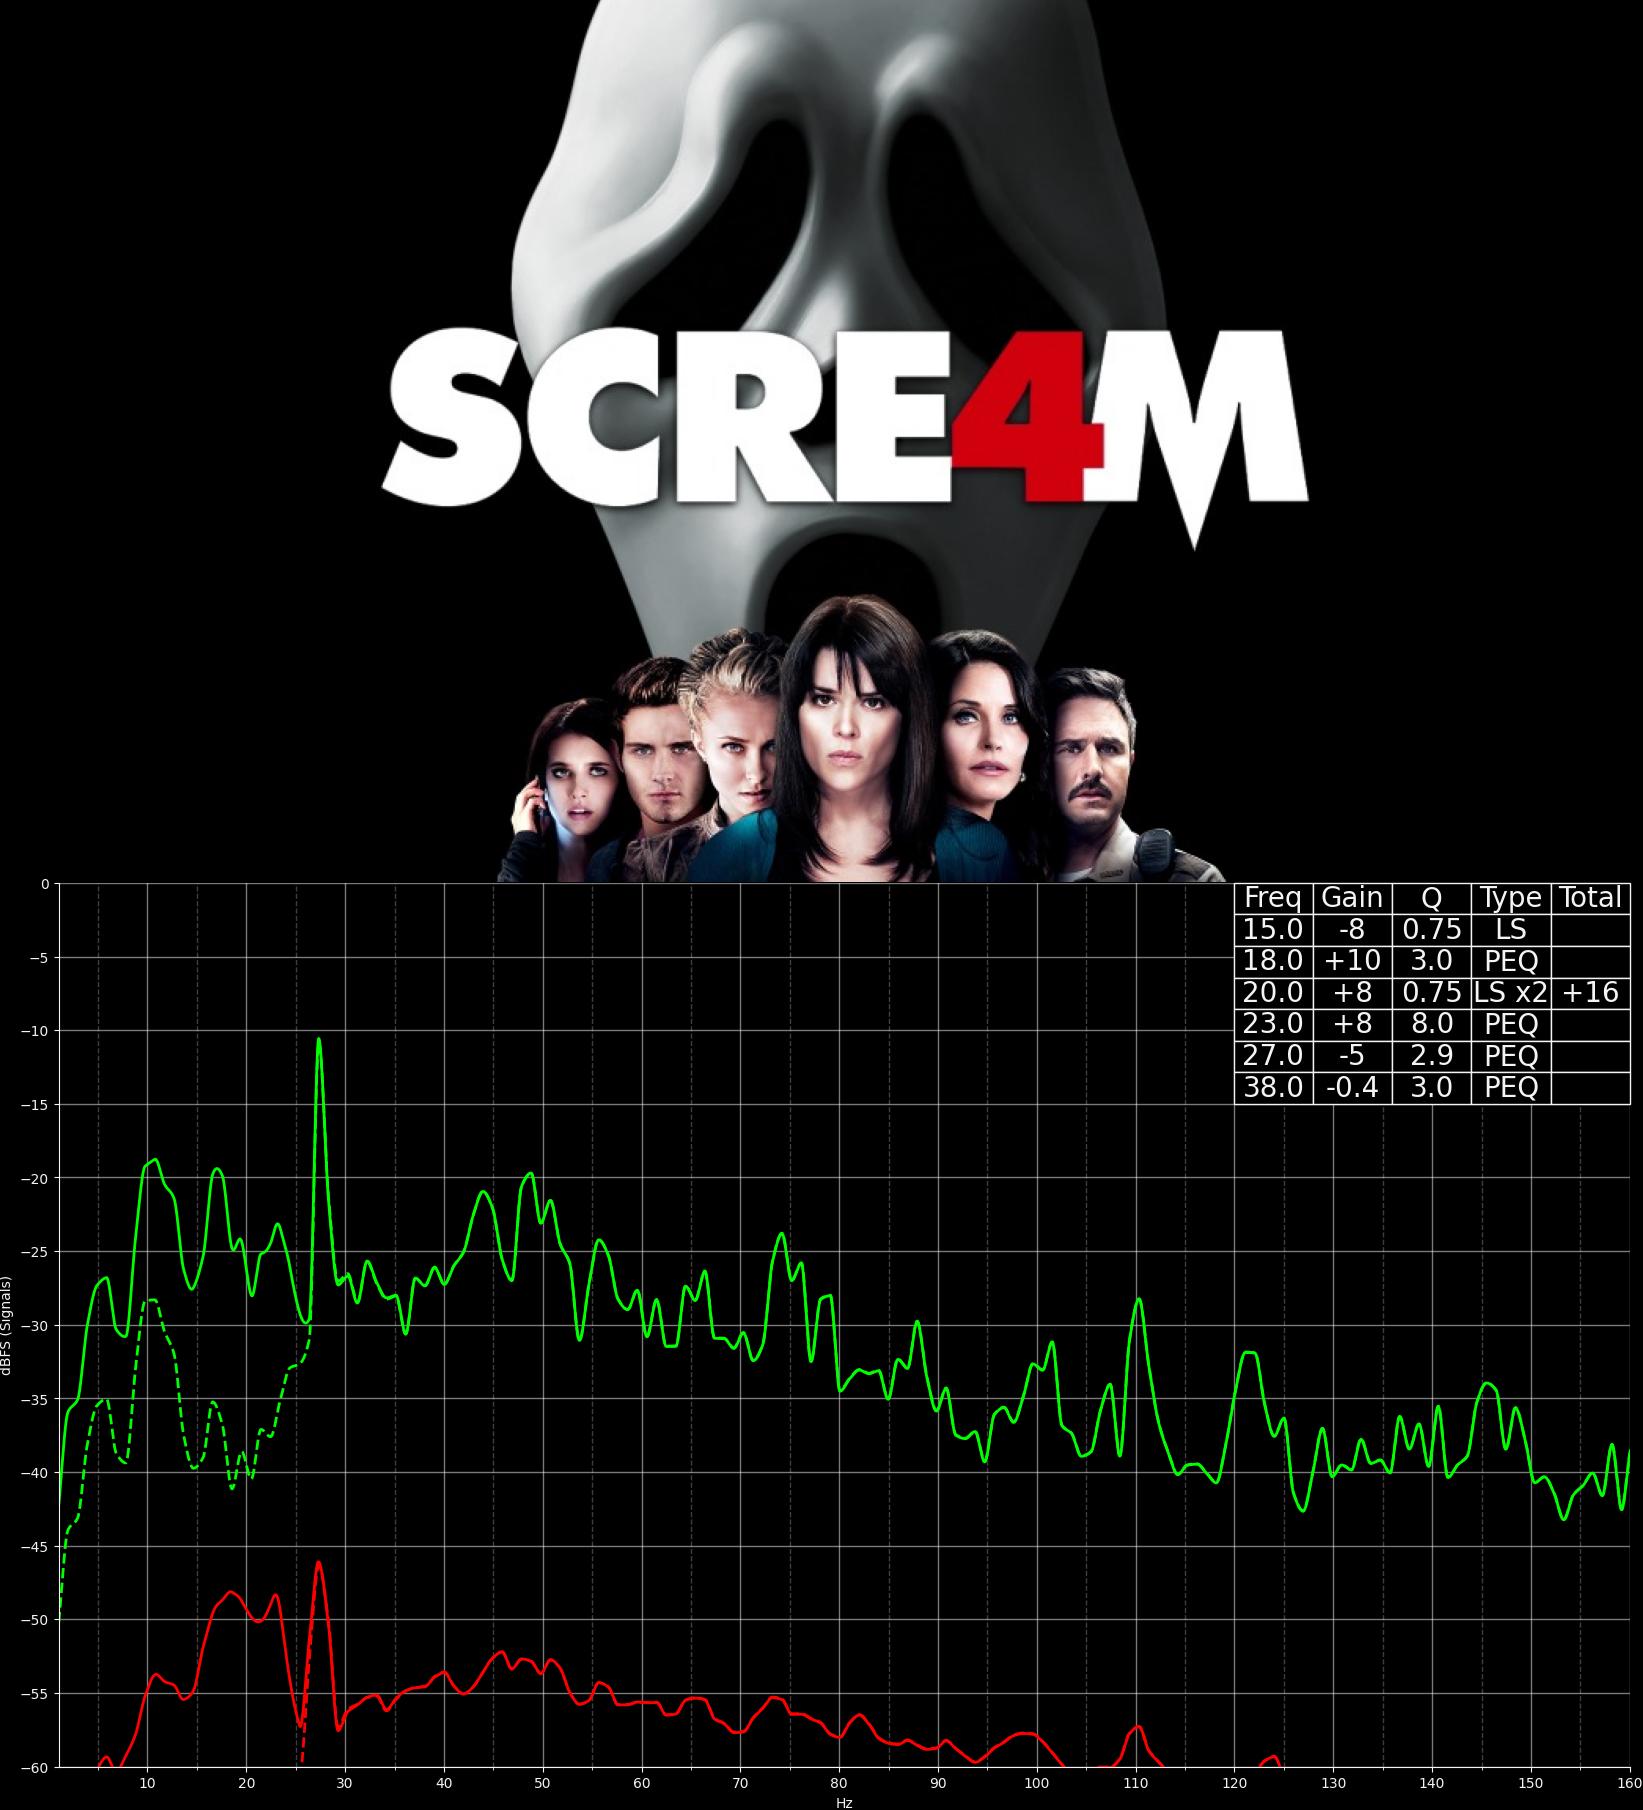 SCRE4M
Freq Gain Q Type Total
15.0 -8 0.75 LS
18.0 +10 3.0 PEQ
20.0 +8 0.75 LS x2 +16
23.0 +8 8.0 PEQ
27.0 -5 2.9 PEQ
38.0 -0.4 3.0 PEQ
0
−5
−10
−15
−20
−25
−30
−35
−40
−45
−50
−55
−60
dBFS (Signals)
10 20 30 40 50 60 70 80 90 100 110 120 130 140 150 160
Hz